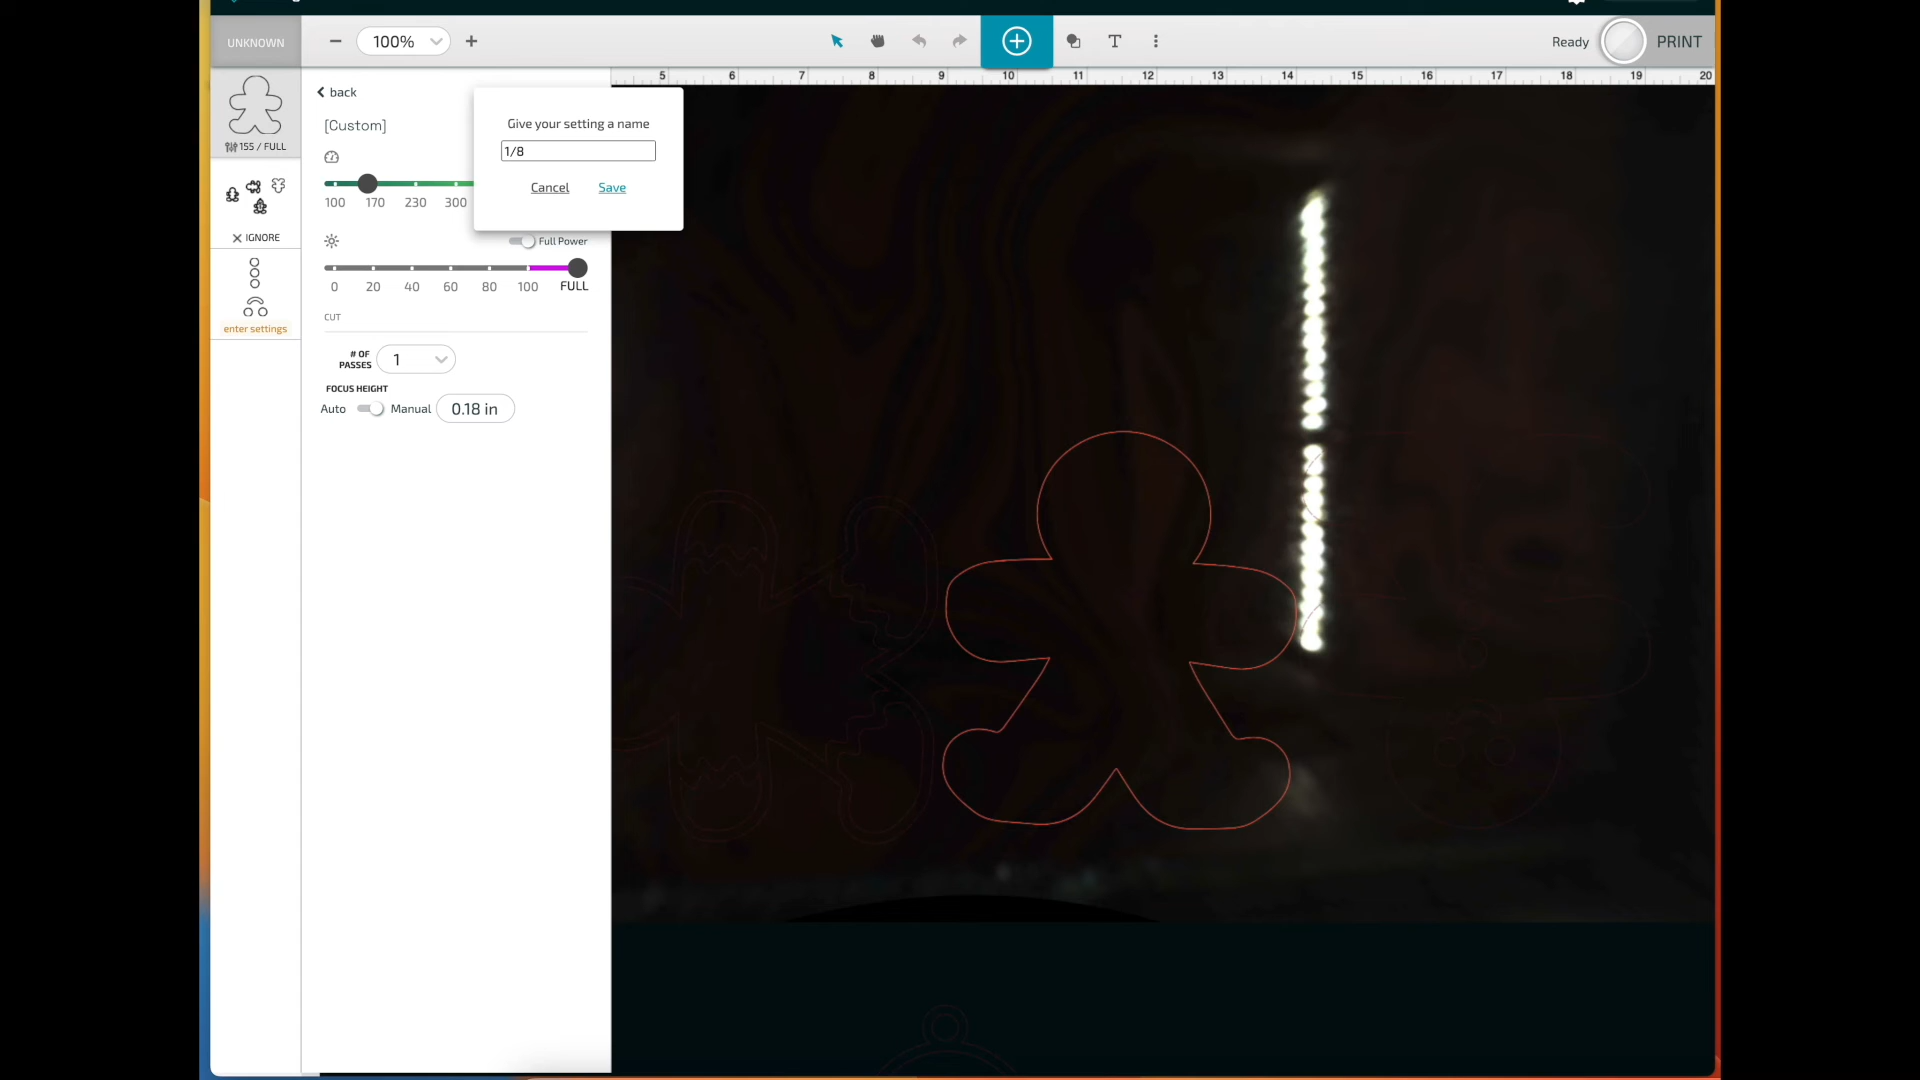 UNKNOWN
100%
Ready
PRINT
5 6 7 8 9 10 11 12 13 14 15 16 17 18 19 20
155 / FULL
back
[Custom]
Give your setting a name
1/8
Cancel Save
100 170 230 300
IGNORE
Full Power
0 20 40 60 80 100 FULL
CUT
enter settings
# OF
PASSES
1
FOCUS HEIGHT
Auto Manual 0.18 in